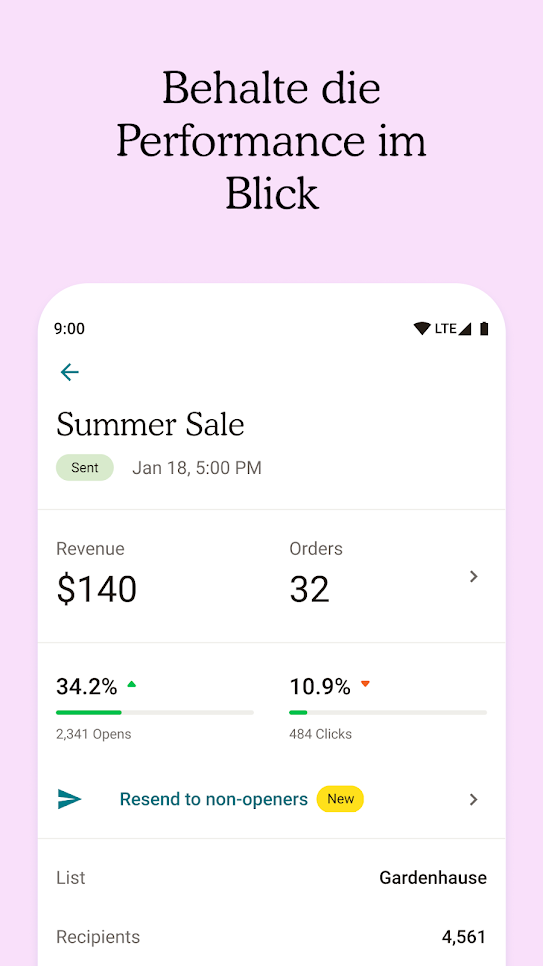 Behalte die
Performance im
Blick
9:00 LTE
Summer Sale
Sent Jan 18, 5:00 PM
Revenue Orders
$140 32
34.2% 10.9%
2,341 Opens 484 Clicks
Resend to non-openers New
List Gardenhause
Recipients 4,561